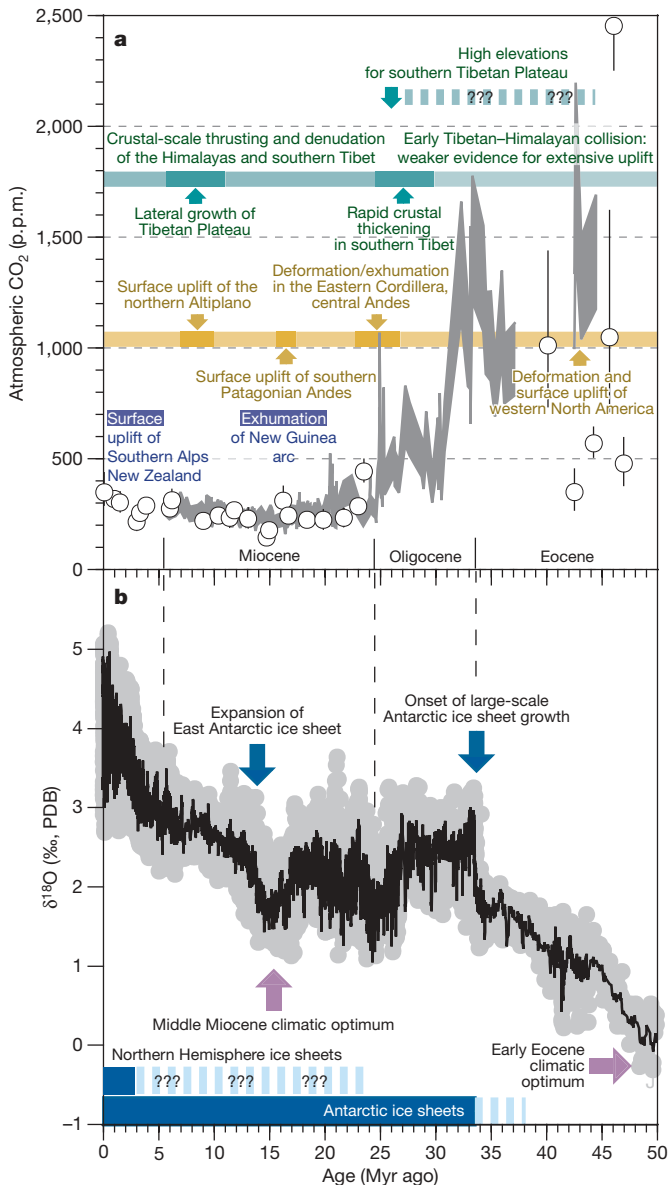 a
High elevations
for southern Tibetan Plateau
??? ???
Crustal-scale thrusting and denudation
of the Himalayas and southern Tibet
Early Tibetan–Himalayan collision:
weaker evidence for extensive uplift
Lateral growth of
Tibetan Plateau
Rapid crustal
thickening
in southern Tibet
Surface uplift of the
northern Altiplano
Deformation/exhumation
in the Eastern Cordillera,
central Andes
Surface uplift of southern
Patagonian Andes
Deformation and
surface uplift of
western North America
Surface
uplift of
Southern Alps
New Zealand
Exhumation
of New Guinea
arc
Atmospheric CO2 (p.p.m.)
2,500
2,000
1,500
1,000
500
0
Miocene
Oligocene
Eocene
b
Expansion of
East Antarctic ice sheet
Onset of large-scale
Antarctic ice sheet growth
δ18O (‰, PDB)
5
4
3
2
1
0
–1
Middle Miocene climatic optimum
Early Eocene
climatic
optimum
Northern Hemisphere ice sheets
??? ??? ???
Antarctic ice sheets
0 5 10 15 20 25 30 35 40 45 50
Age (Myr ago)